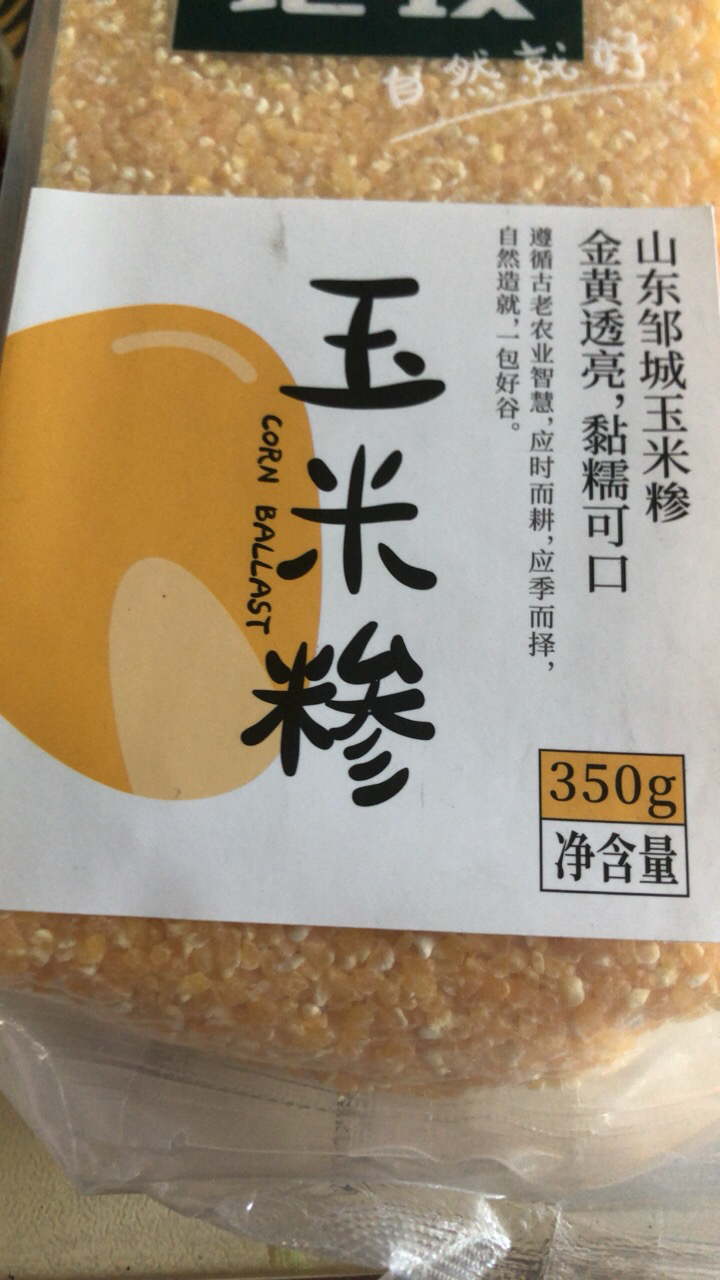 自然就好
山东邹城玉米糁
金黄透亮，黏糯可口
遵循古老农业智慧，应时而耕，应季而择，
自然造就，一包好谷。
玉米糁
CORN BALLAST
350g
净含量